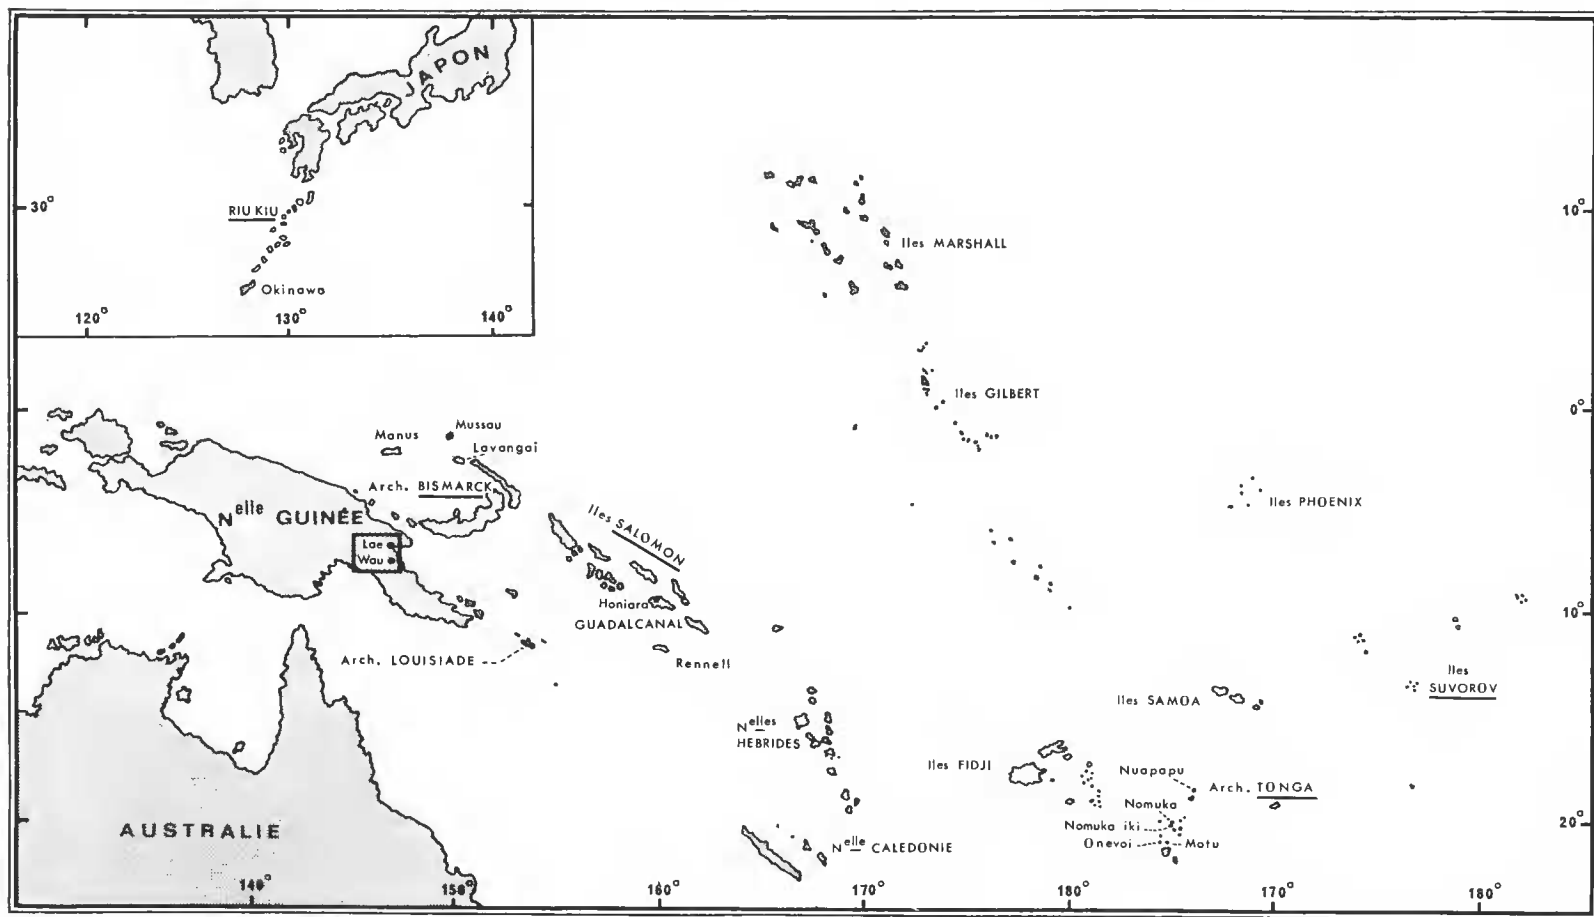 JAPON
30°
RIU KIU
Okinawa
120°
130°
140°
10°
Iles MARSHALL
Iles GILBERT
0°
Mussau
Manus
Lavangai
Arch. BISMARCK
Iles PHOENIX
Nelle GUINÉE
Iles SALOMON
Lae
Wau
Honiara
GUADALCANAL
10°
Arch. LOUISIADE
Rennell
Iles
SUVOROV
Iles SAMOA
Nelles
HEBRIDES
Iles FIDJI
Nuapapu
Arch. TONGA
Nomuka
Nomuka iki
20°
AUSTRALIE
Onevai
Motu
Nelle CALEDONIE
140°
150°
160°
170°
180°
170°
180°